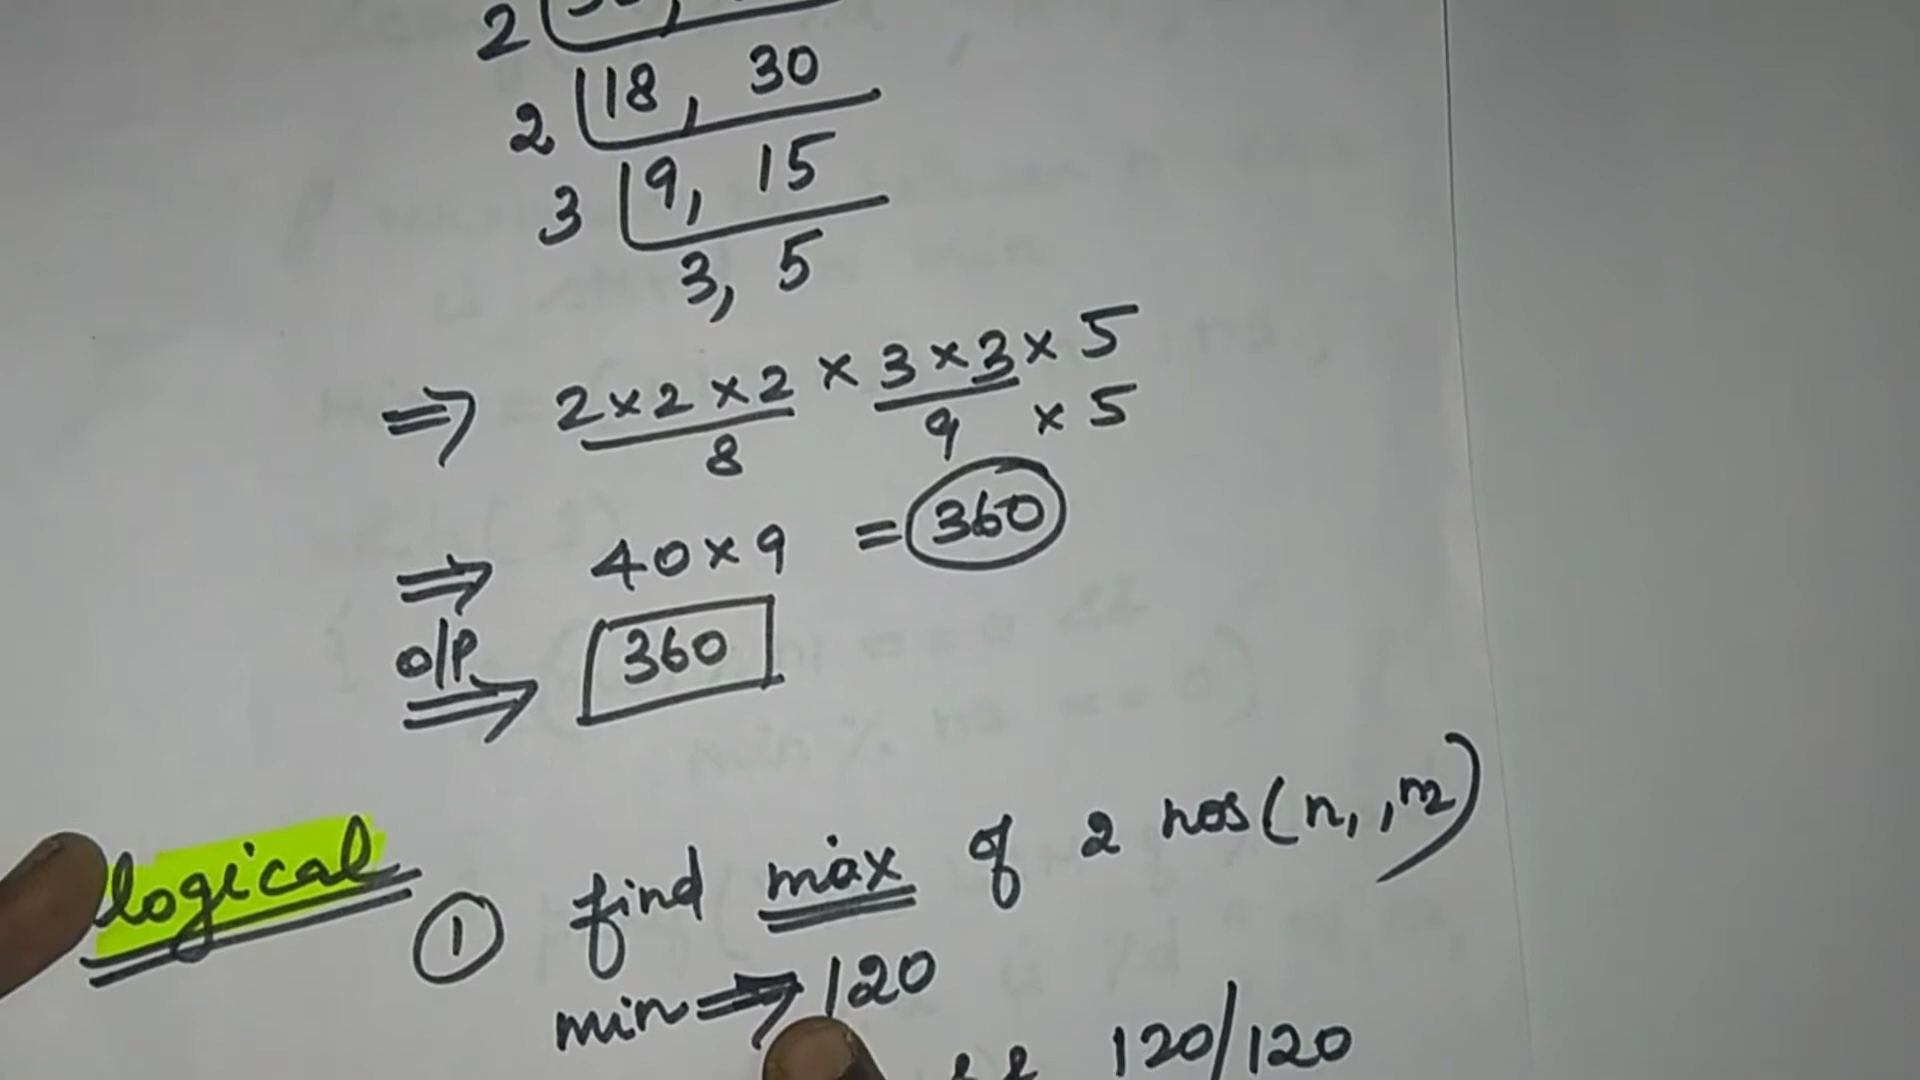 2
2 18, 30
3 9, 15
3, 5
⇒ 2×2×2 × 3×3×5
8 9 ×5
⇒ 40×9 = 360
o/p ⇒ 360
logical ① find max of 2 nos(n1, n2)
min ⇒ 120
120/120